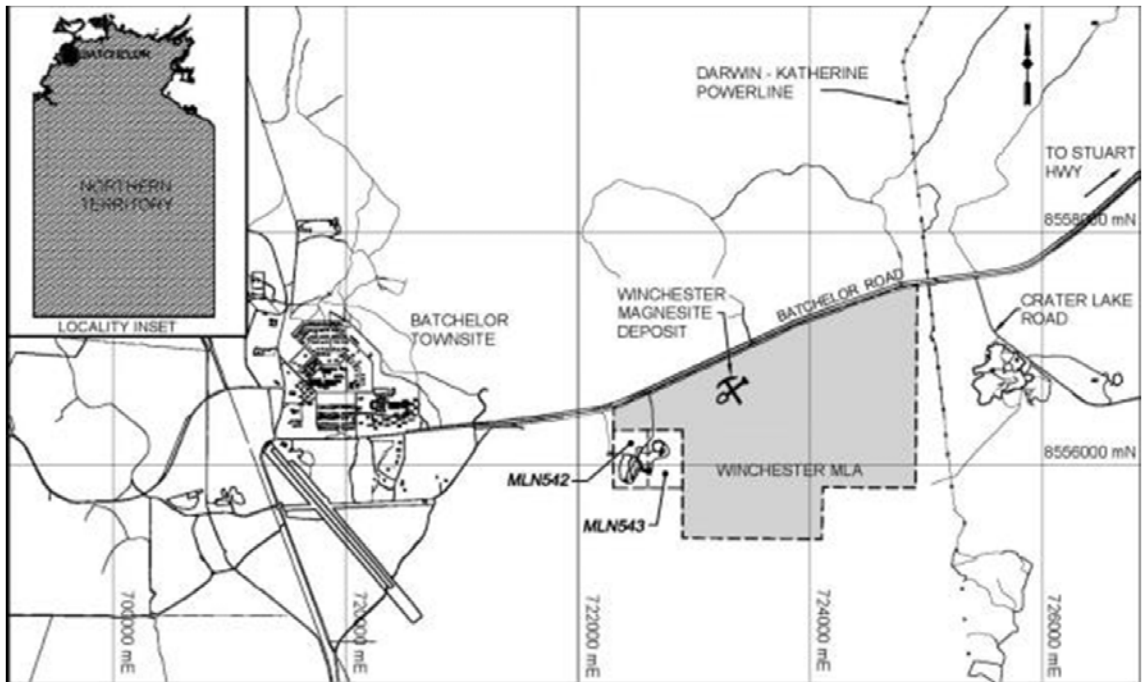 BATCHELOR
NORTHERN
TERRITORY
LOCALITY INSET
DARWIN - KATHERINE
POWERLINE
TO STUART
HWY
8558000 mN
BATCHELOR
TOWNSITE
WINCHESTER
MAGNESITE
DEPOSIT
BATCHELOR ROAD
CRATER LAKE
ROAD
8556000 mN
MLN542
WINCHESTER MLA
MLN543
700000 mE
720000 mE
722000 mE
724000 mE
726000 mE